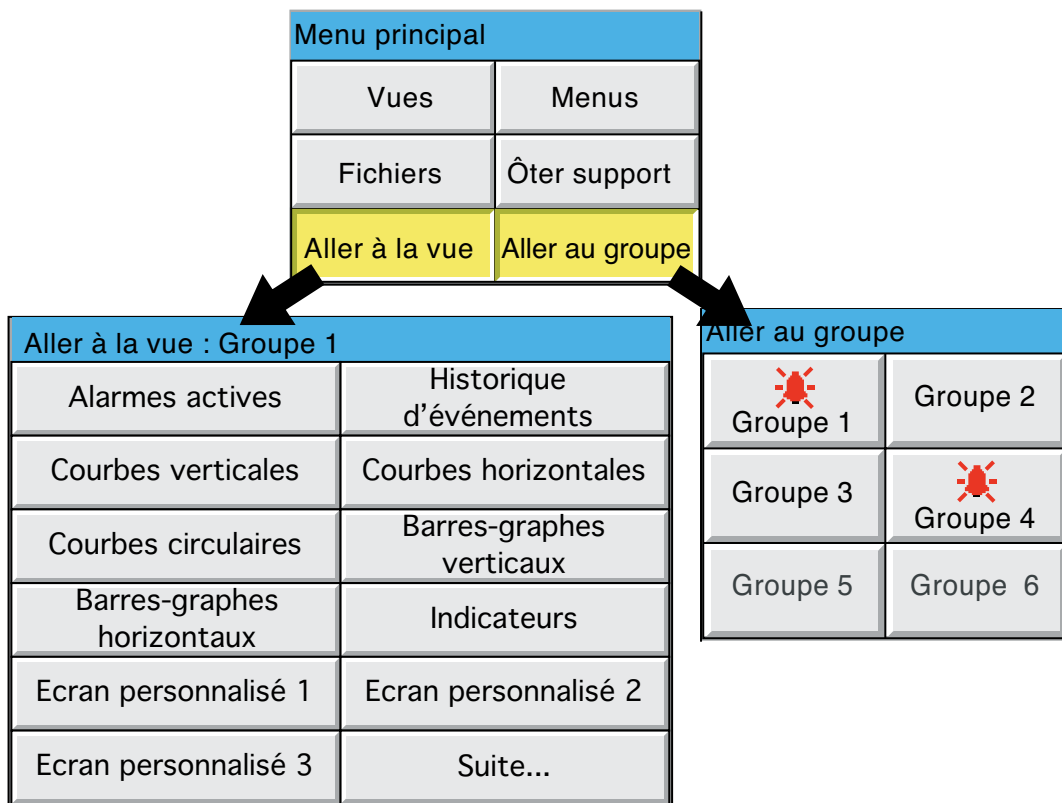 Menu principal
Vues
Menus
Fichiers
Ôter support
Aller à la vue
Aller au groupe
Aller à la vue : Groupe 1
Alarmes actives
Historique
d’événements
Courbes verticales
Courbes horizontales
Courbes circulaires
Barres-graphes
verticaux
Barres-graphes
horizontaux
Indicateurs
Ecran personnalisé 1
Ecran personnalisé 2
Ecran personnalisé 3
Suite...
Aller au groupe
Groupe 1
Groupe 2
Groupe 3
Groupe 4
Groupe 5
Groupe 6